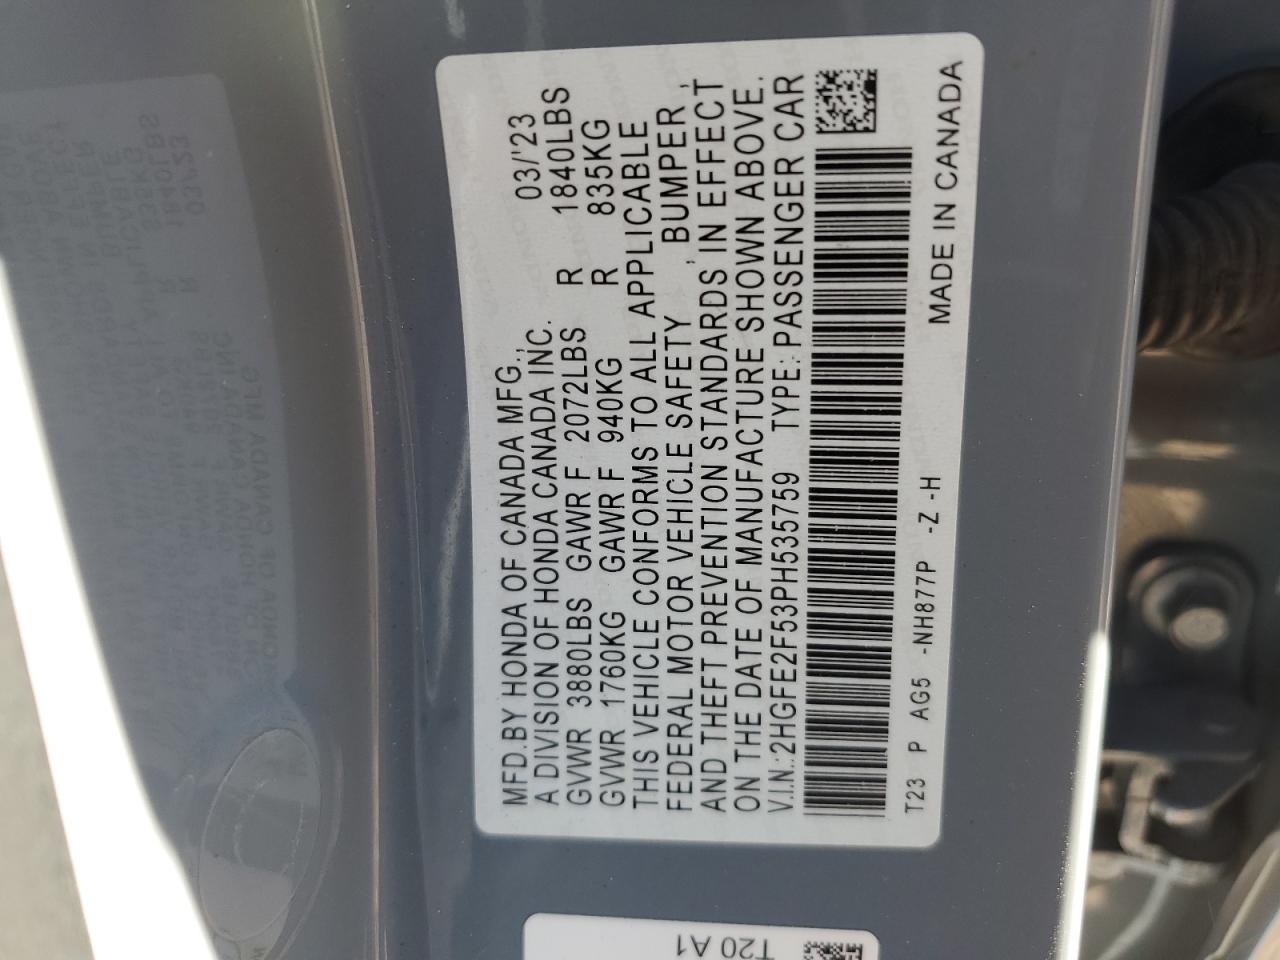 MFD.BY HONDA OF CANADA MFG., 03/'23
A DIVISION OF HONDA CANADA INC.
GVWR 3880LBS GAWR F 2072LBS R 1840LBS
GVWR 1760KG GAWR F 940KG R 835KG
THIS VEHICLE CONFORMS TO ALL APPLICABLE
FEDERAL MOTOR VEHICLE SAFETY , BUMPER ,
AND THEFT PREVENTION STANDARDS IN EFFECT
ON THE DATE OF MANUFACTURE SHOWN ABOVE.
V.I.N.:2HGFE2F53PH535759 TYPE: PASSENGER CAR
T23 P AG5 -NH877P -Z -H MADE IN CANADA
T20 A1